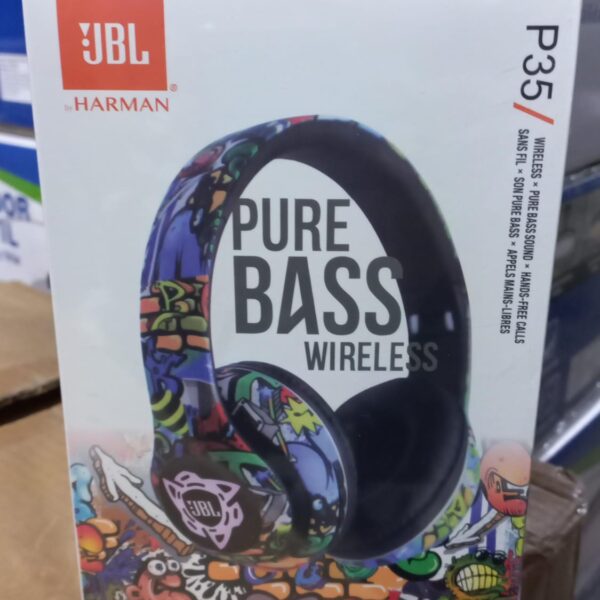 JBL
by HARMAN
P35/
WIRELESS × PURE BASS SOUND × HANDS-FREE CALLS
SANS FIL × SON PURE BASS × APPELS MAINS-LIBRES
PURE
BASS
WIRELESS
JBL